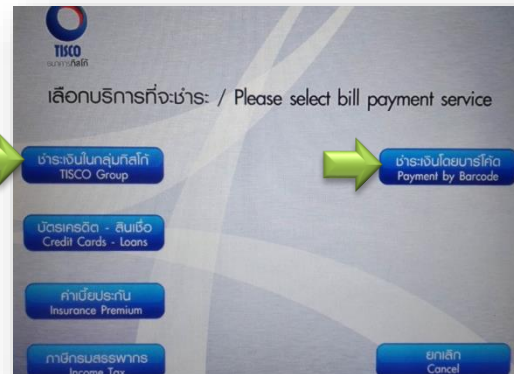 TISCO
ธนาคารทิสโก้
เลือกบริการที่จะชำระ / Please select bill payment service
ชำระเงินในกลุ่มทิสโก้
TISCO Group
ชำระเงินโดยบาร์โค้ด
Payment by Barcode
บัตรเครดิต - สินเชื่อ
Credit Cards - Loans
ค่าเบี้ยประกัน
Insurance Premium
ภาษีกรมสรรพากร
Income Tax
ยกเลิก
Cancel